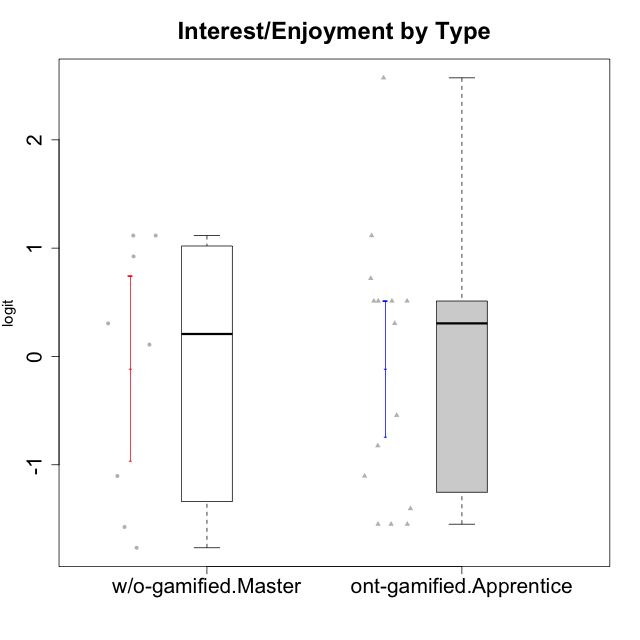 Interest/Enjoyment by Type
2
1
0
-1
logit
w/o-gamified.Master
ont-gamified.Apprentice